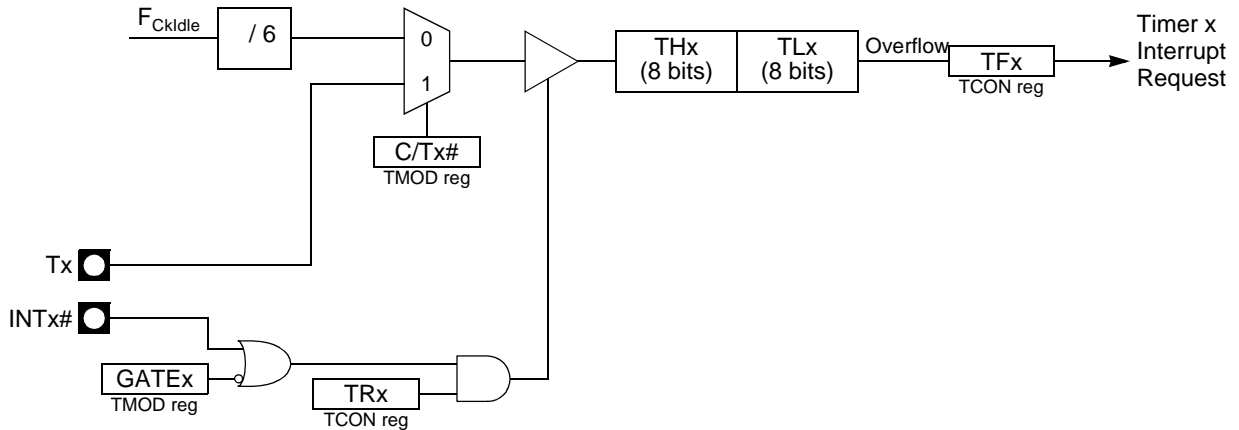 F_CkIdle
/ 6
0
1
C/Tx#
TMOD reg
THx
(8 bits)
TLx
(8 bits)
Overflow
TFx
TCON reg
Timer x
Interrupt
Request
Tx
INTx#
GATEx
TMOD reg
TRx
TCON reg